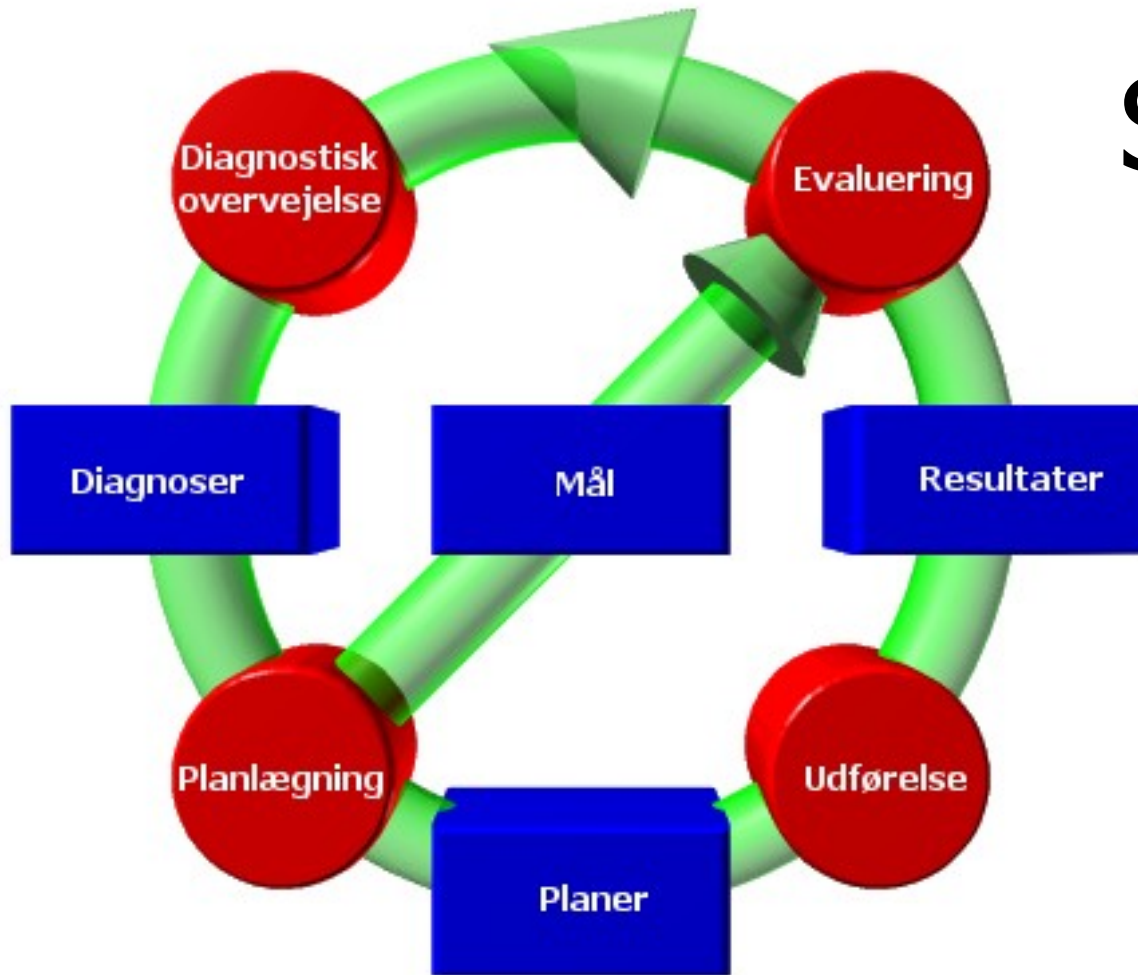 Diagnostisk
overvejelse
Evaluering
Diagnoser
Mål
Resultater
Planlægning
Udførelse
Planer